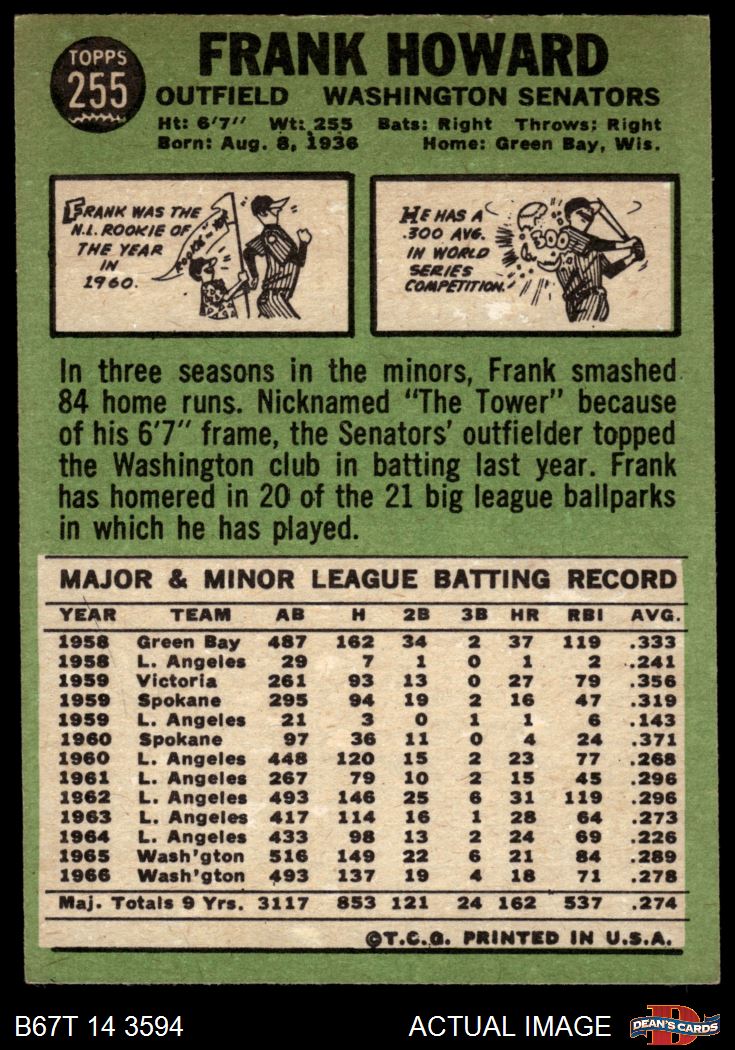 TOPPS
255
FRANK HOWARD
OUTFIELD WASHINGTON SENATORS
Ht: 6'7" Wt: 255 Bats: Right Throws: Right
Born: Aug. 8, 1936 Home: Green Bay, Wis.
FRANK WAS THE
N.L. ROOKIE OF
THE YEAR
IN
1960.
HE HAS A
.300 AVG.
IN WORLD
SERIES
COMPETITION.
300
In three seasons in the minors, Frank smashed
84 home runs. Nicknamed "The Tower" because
of his 6'7" frame, the Senators' outfielder topped
the Washington club in batting last year. Frank
has homered in 20 of the 21 big league ballparks
in which he has played.
MAJOR & MINOR LEAGUE BATTING RECORD
YEAR TEAM AB H 2B 3B HR RBI AVG.
1958 Green Bay 487 162 34 2 37 119 .333
1958 L. Angeles 29 7 1 0 1 2 .241
1959 Victoria 261 93 13 0 27 79 .356
1959 Spokane 295 94 19 2 16 47 .319
1959 L. Angeles 21 3 0 1 1 6 .143
1960 Spokane 97 36 11 0 4 24 .371
1960 L. Angeles 448 120 15 2 23 77 .268
1961 L. Angeles 267 79 10 2 15 45 .296
1962 L. Angeles 493 146 25 6 31 119 .296
1963 L. Angeles 417 114 16 1 28 64 .273
1964 L. Angeles 433 98 13 2 24 69 .226
1965 Wash'gton 516 149 22 6 21 84 .289
1966 Wash'gton 493 137 19 4 18 71 .278
Maj. Totals 9 Yrs. 3117 853 121 24 162 537 .274
©T.C.G. PRINTED IN U.S.A.
B67T 14 3594 ACTUAL IMAGE
D
DEAN'S CARDS